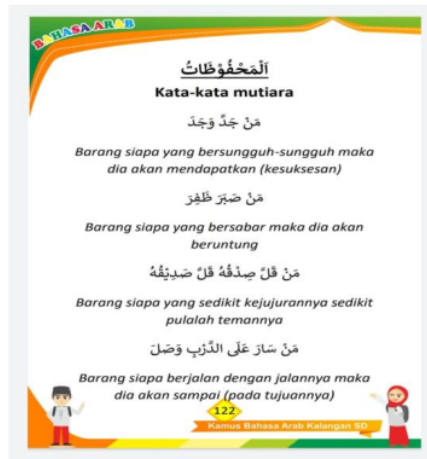 BAHASA ARAB
اَلْمَحْفُوْظَاتُ
Kata-kata mutiara
مَنْ جَدَّ وَجَدَ
Barang siapa yang bersungguh-sungguh maka
dia akan mendapatkan (kesuksesan)
مَنْ صَبَرَ ظَفِرَ
Barang siapa yang bersabar maka dia akan
beruntung
مَنْ قَلَّ صِدْقُهُ قَلَّ صَدِيْقُهُ
Barang siapa yang sedikit kejujurannya sedikit
pulalah temannya
مَنْ سَارَ عَلَى الدَّرْبِ وَصَلَ
Barang siapa berjalan dengan jalannya maka
dia akan sampai (pada tujuannya)
122
Kamus Bahasa Arab Kalangan SD